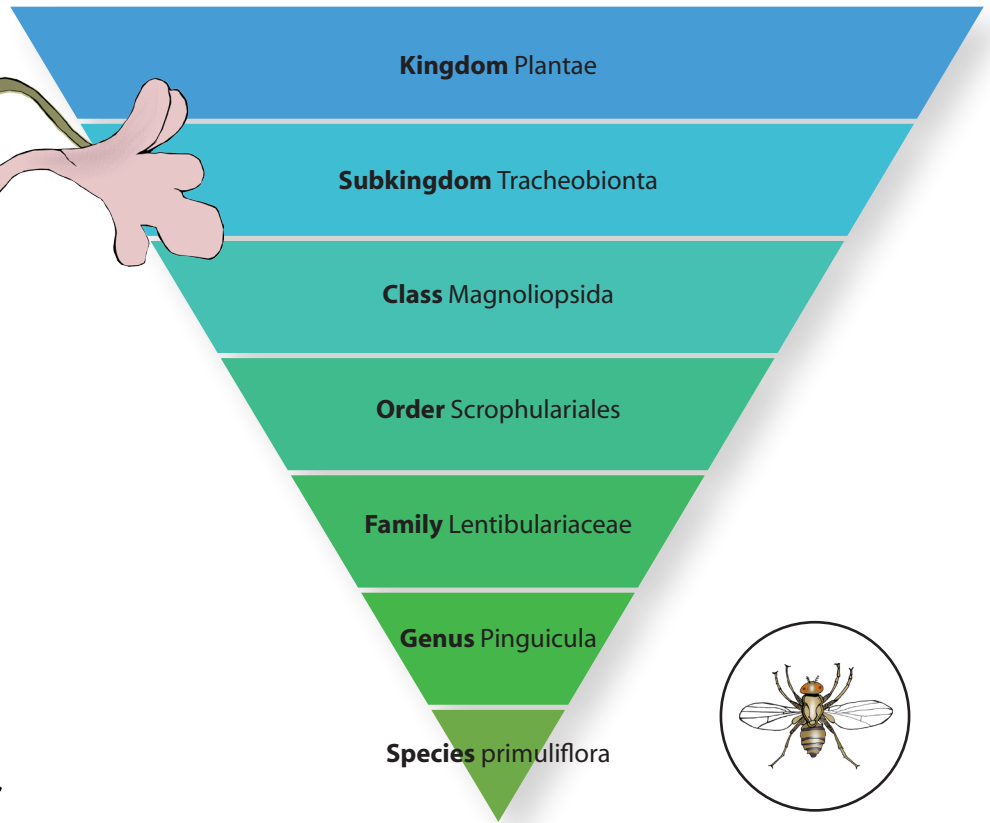 Kingdom Plantae
Subkingdom Tracheobionta
Class Magnoliopsida
Order Scrophulariales
Family Lentibulariaceae
Genus Pinguicula
Species primuliflora